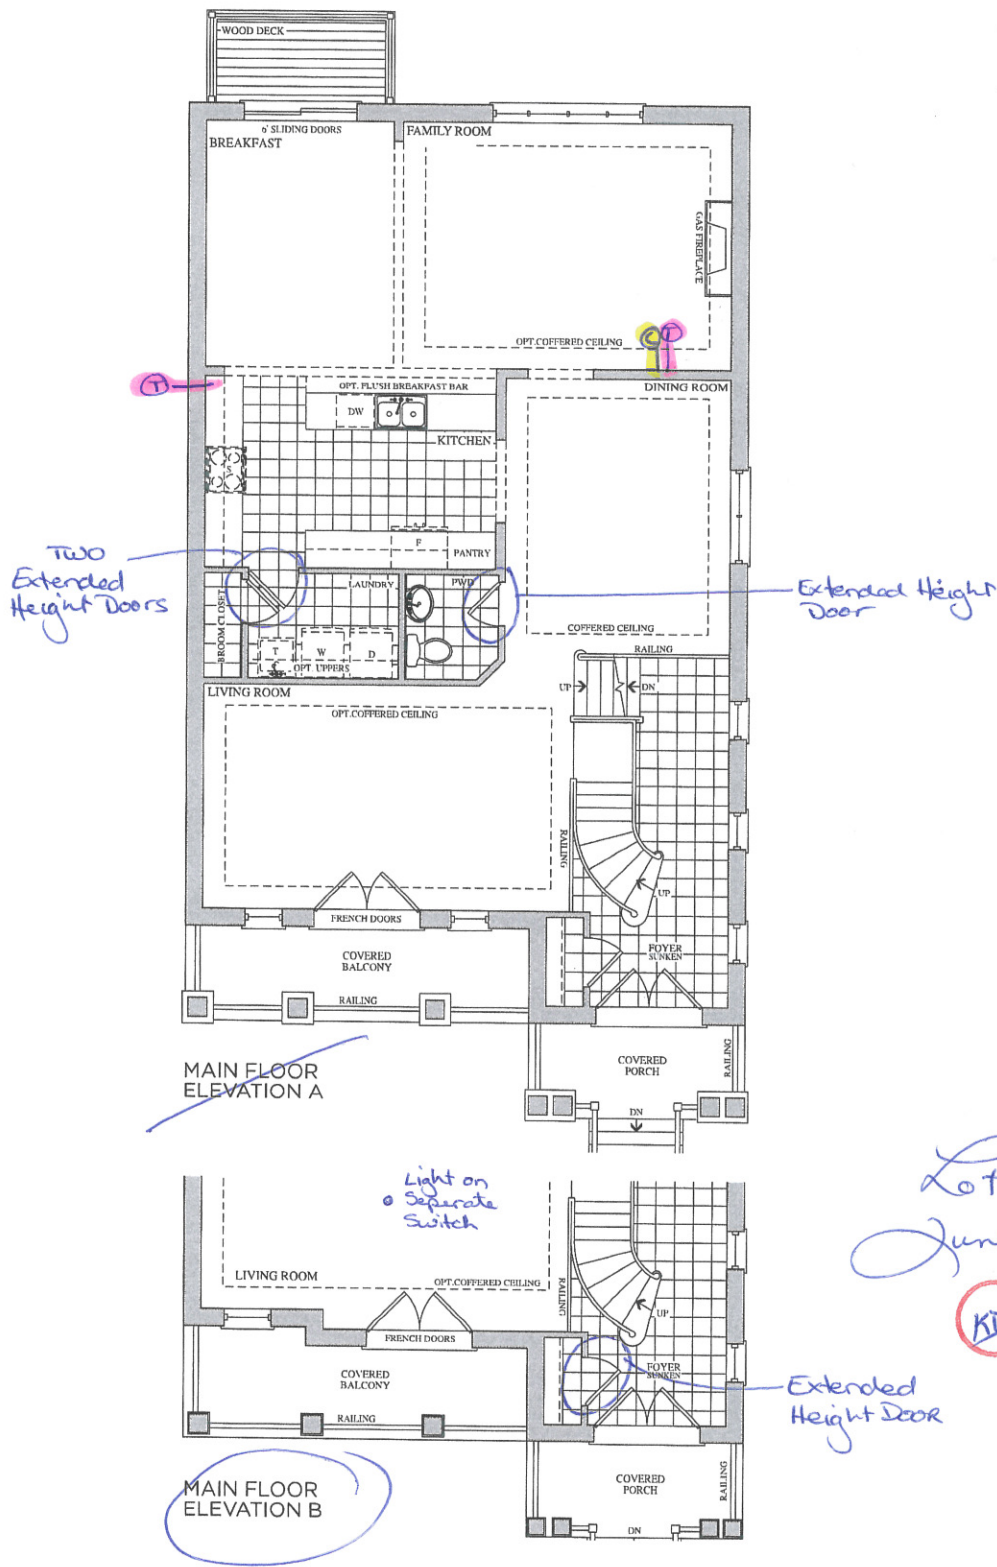 WOOD DECK
6' SLIDING DOORS
BREAKFAST
FAMILY ROOM
GAS FIREPLACE
OPT.COFFERED CEILING
C
T
T
DINING ROOM
OPT. FLUSH BREAKFAST BAR
DW
KITCHEN
S
F
PANTRY
TWO
Extended
Height Doors
LAUNDRY
PWD
Extended Height
Door
BROOM CLOSET
T
W
D
OPT. UPPERS
COFFERED CEILING
RAILING
UP
DN
LIVING ROOM
OPT.COFFERED CEILING
RAILING
UP
FRENCH DOORS
FOYER
SUNKEN
COVERED
BALCONY
RAILING
MAIN FLOOR
ELEVATION A
COVERED
PORCH
RAILING
DN
Light on
Seperate
Switch
Lot
Jun
LIVING ROOM
OPT.COFFERED CEILING
RAILING
UP
FRENCH DOORS
FOYER
SUNKEN
COVERED
BALCONY
RAILING
Extended
Height Door
MAIN FLOOR
ELEVATION B
COVERED
PORCH
RAILING
DN